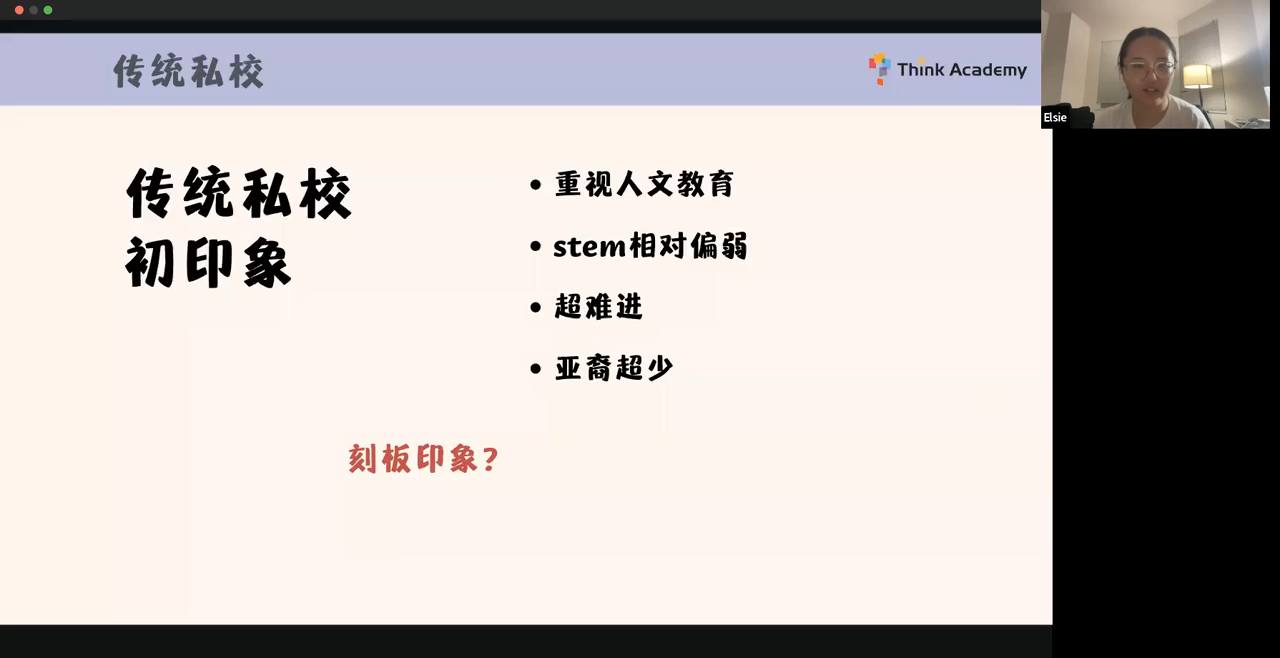 传统私校
Think Academy
Elsie
传统私校
初印象
• 重视人文教育
• stem相对偏弱
• 超难进
• 亚裔超少
刻板印象?